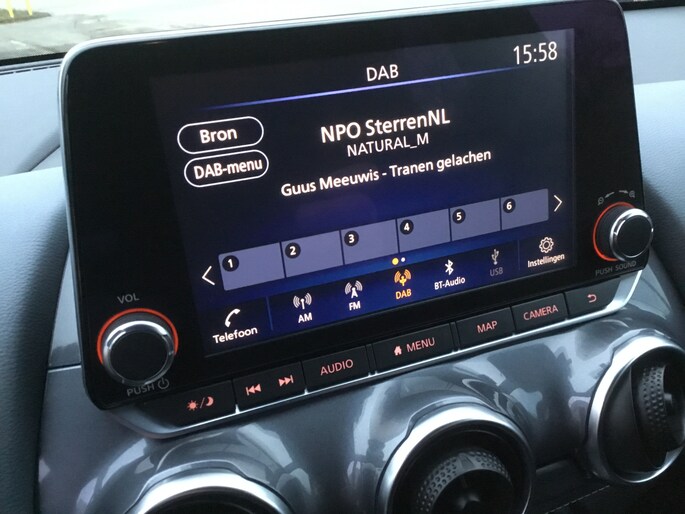 15:58
DAB
Bron
NPO SterrenNL
NATURAL_M
DAB-menu
Guus Meeuwis - Tranen gelachen
1
2
3
4
5
6
Telefoon
AM
FM
DAB
BT-Audio
USB
Instellingen
VOL
PUSH
PUSH SOUND
AUDIO
MENU
MAP
CAMERA